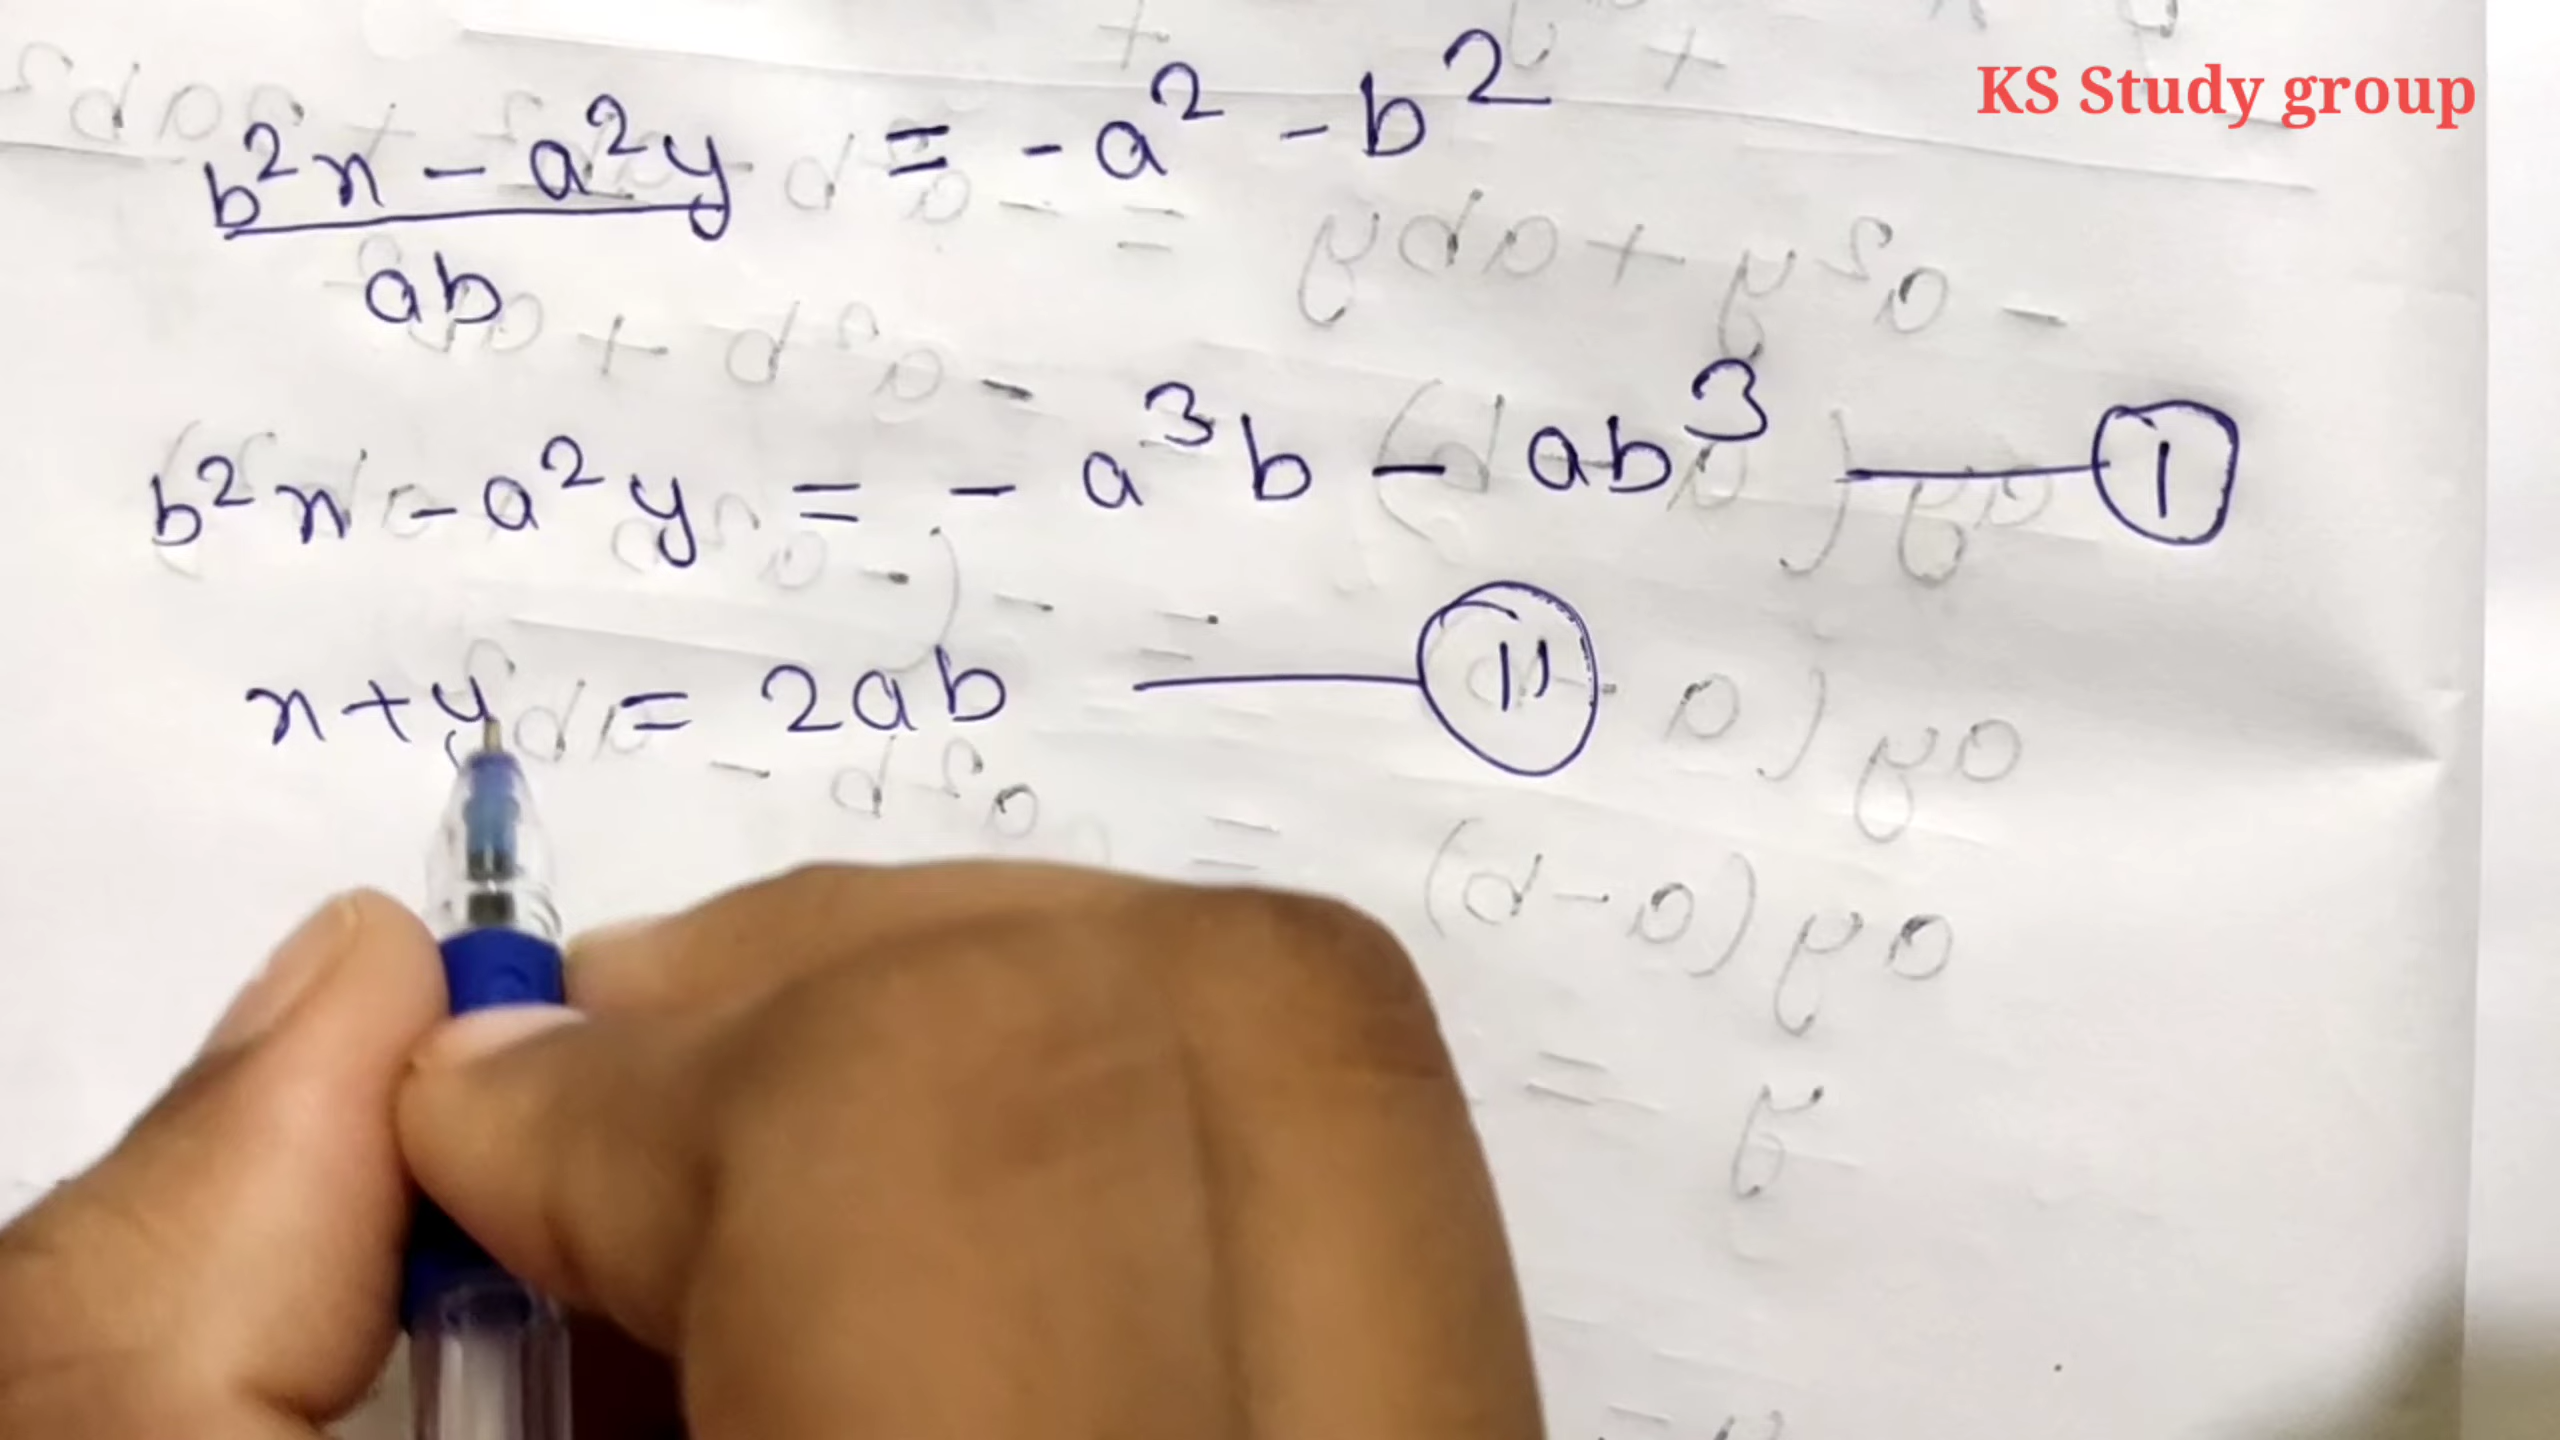 KS Study group
b²x - a²y = -a² - b²
ab
b²x - a²y = - a³b - ab³ — I
x+y = 2ab — II